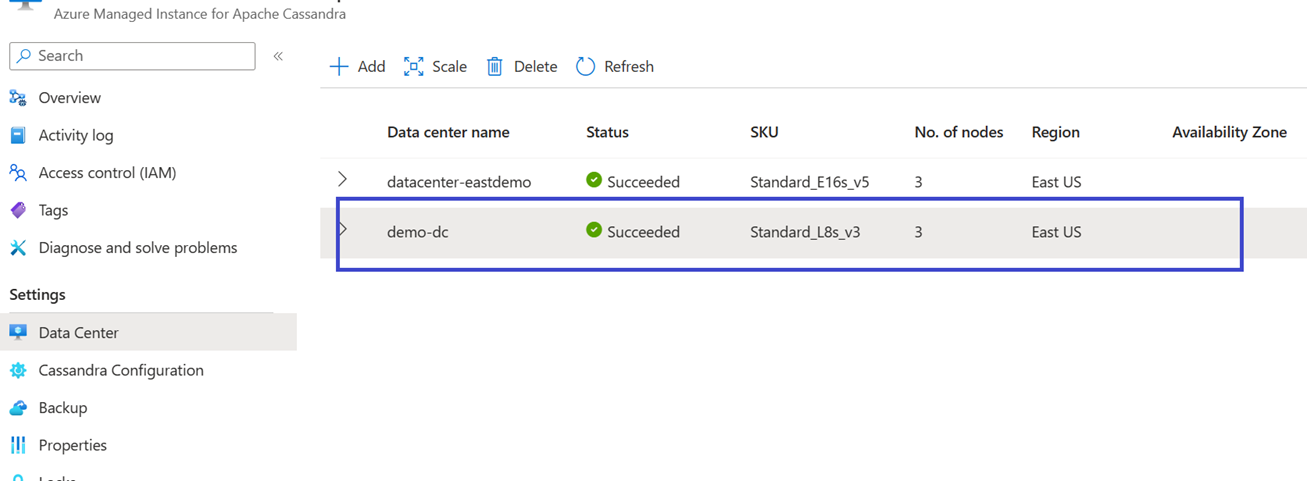 Azure Managed Instance for Apache Cassandra
Search
Overview
Activity log
Access control (IAM)
Tags
Diagnose and solve problems
Settings
Data Center
Cassandra Configuration
Backup
Properties
Add Scale Delete Refresh
Data center name Status SKU No. of nodes Region Availability Zone
datacenter-eastdemo Succeeded Standard_E16s_v5 3 East US
demo-dc Succeeded Standard_L8s_v3 3 East US